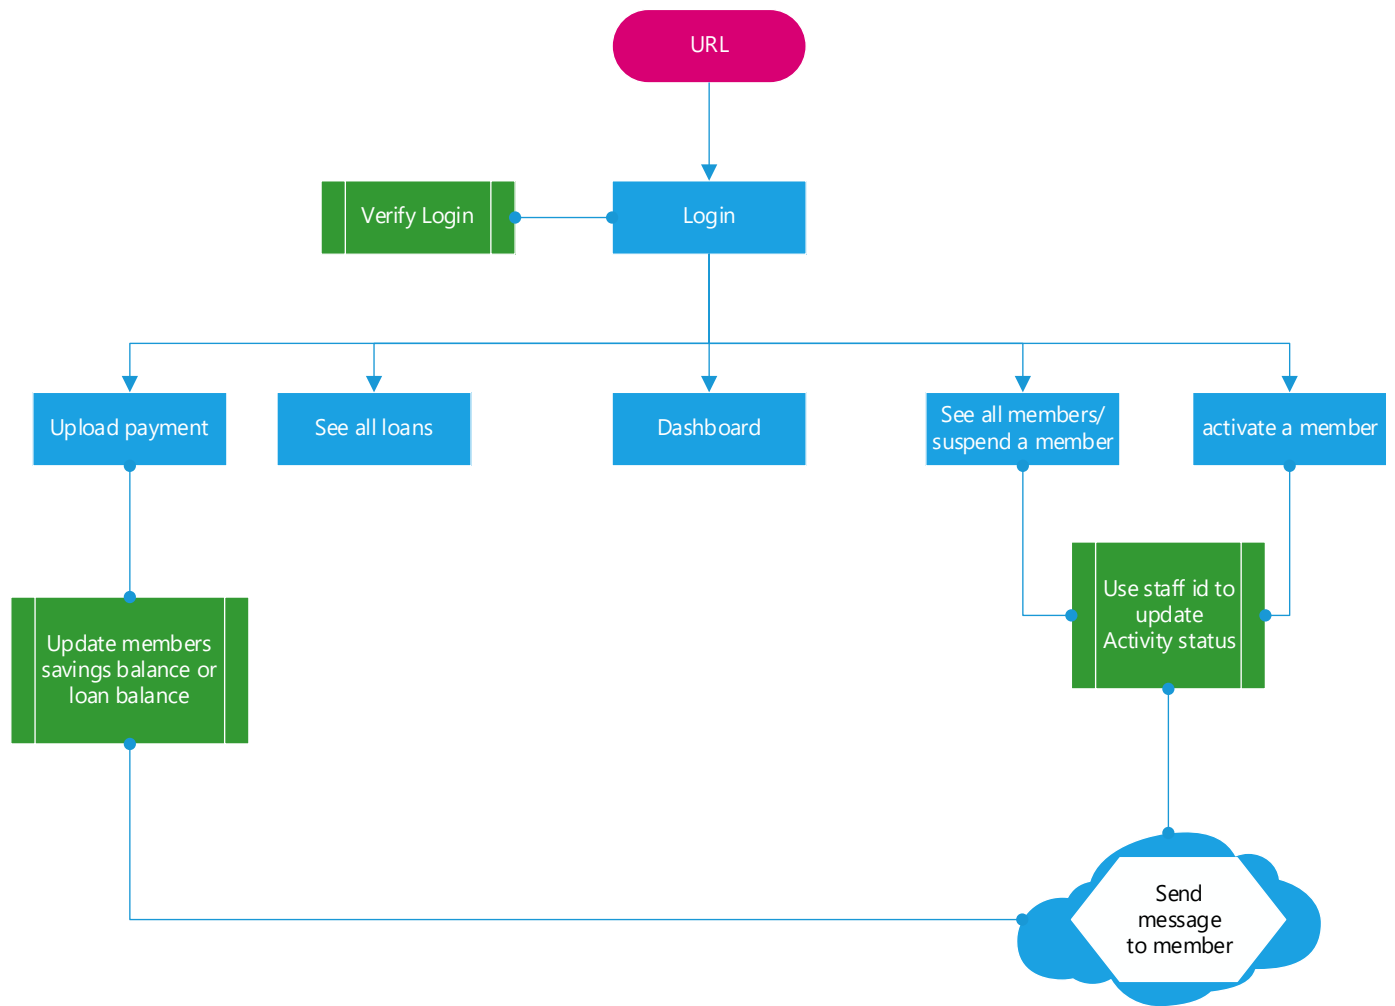 URL
Verify Login
Login
Upload payment
See all loans
Dashboard
See all members/
suspend a member
activate a member
Use staff id to
update
Activity status
Update members
savings balance or
loan balance
Send
message
to member